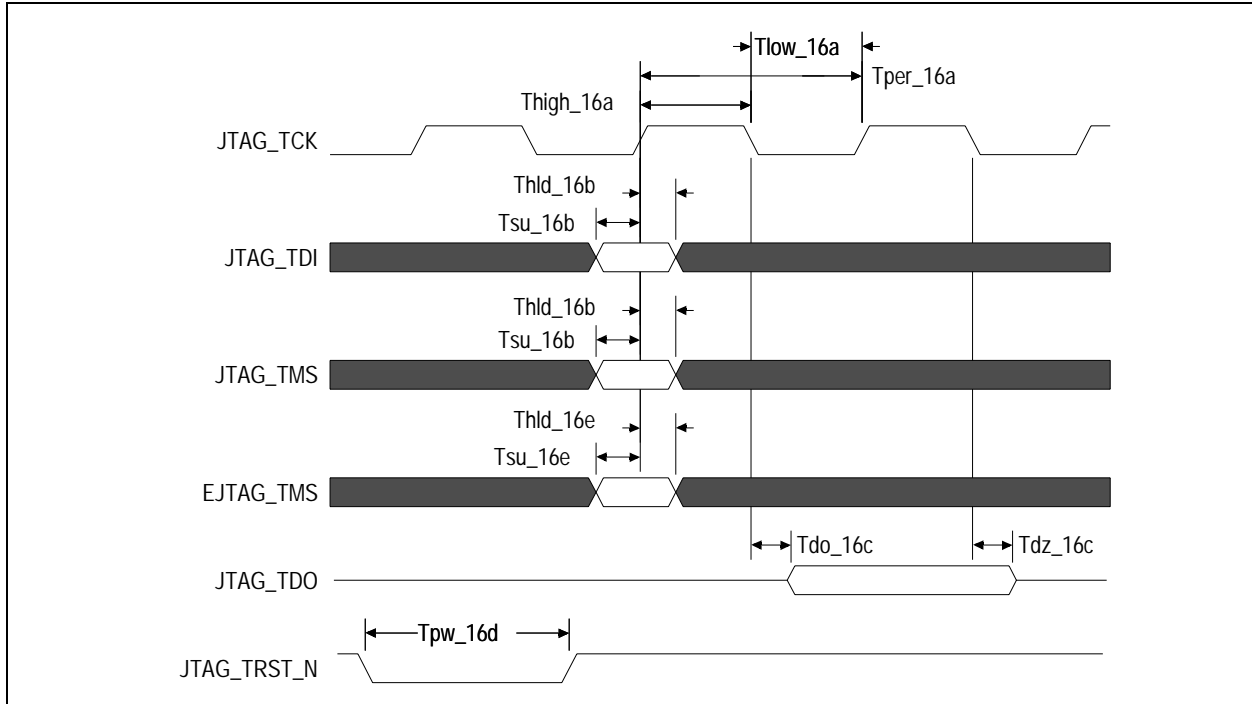 Tlow_16a
Tper_16a
Thigh_16a
JTAG_TCK
Thld_16b
Tsu_16b
JTAG_TDI
Thld_16b
Tsu_16b
JTAG_TMS
Thld_16e
Tsu_16e
EJTAG_TMS
Tdo_16c
Tdz_16c
JTAG_TDO
Tpw_16d
JTAG_TRST_N